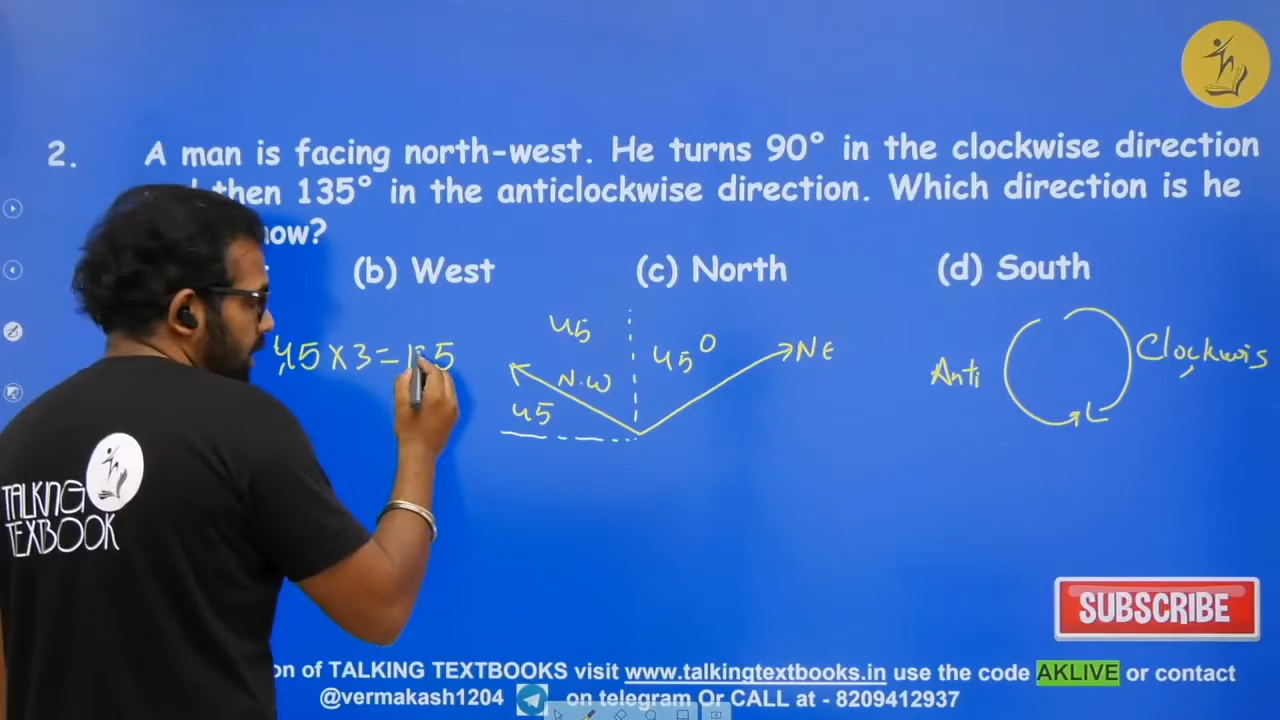 2. A man is facing north-west. He turns 90° in the clockwise direction
then 135° in the anticlockwise direction. Which direction is he
now?
(b) West (c) North (d) South
45 x 3 = 135
45
45°
NE
N.W
45
Anti
Clockwis
TALKING
TEXTBOOK
SUBSCRIBE
on of TALKING TEXTBOOKS visit www.talkingtextbooks.in use the code AKLIVE or contact
@vermakash1204 on telegram Or CALL at - 8209412937